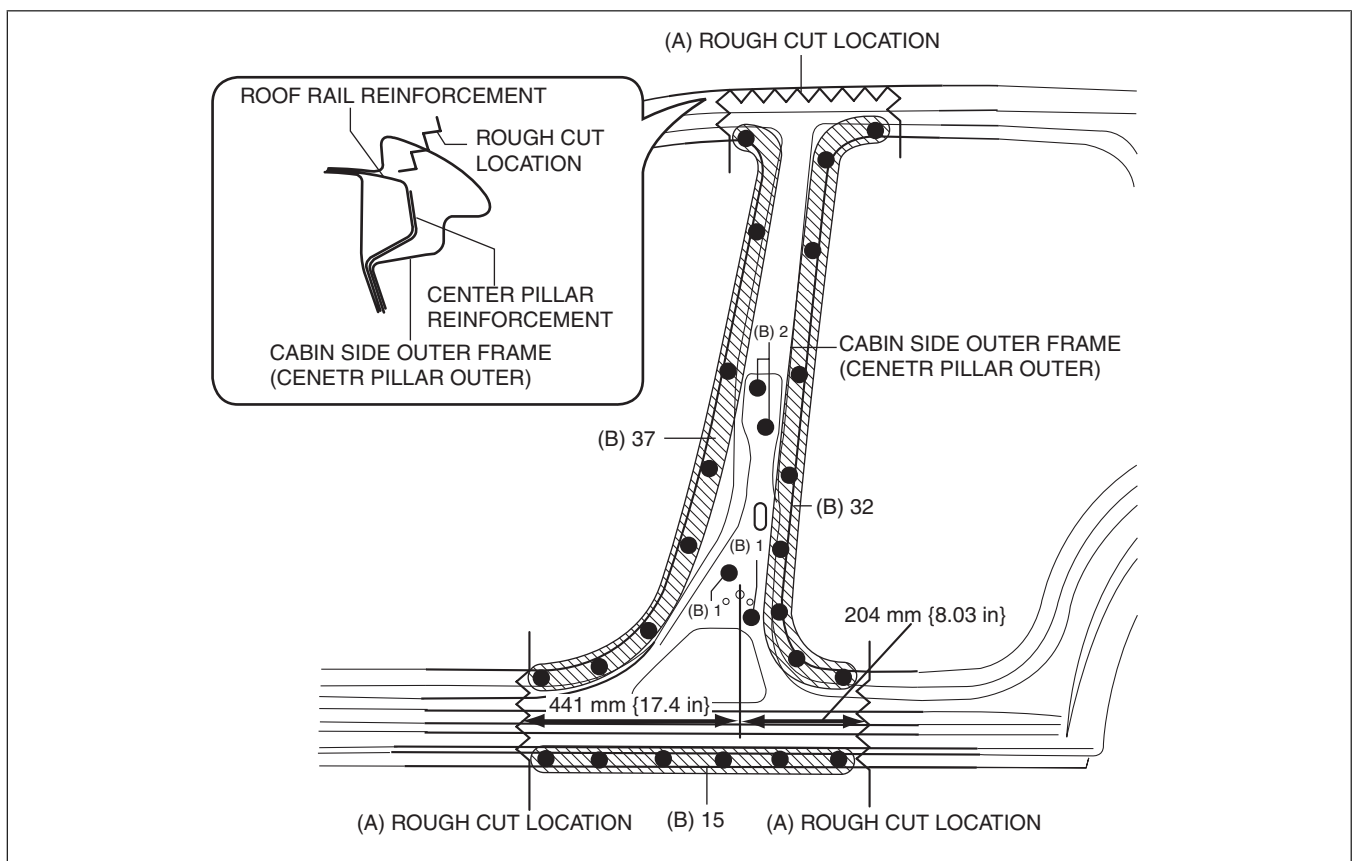 (A) ROUGH CUT LOCATION
ROOF RAIL REINFORCEMENT
ROUGH CUT
LOCATION
CENTER PILLAR
REINFORCEMENT
CABIN SIDE OUTER FRAME
(CENETR PILLAR OUTER)
(B) 2
CABIN SIDE OUTER FRAME
(CENETR PILLAR OUTER)
(B) 37
(B) 32
(B) 1
(B) 1
204 mm {8.03 in}
441 mm {17.4 in}
(A) ROUGH CUT LOCATION
(B) 15
(A) ROUGH CUT LOCATION